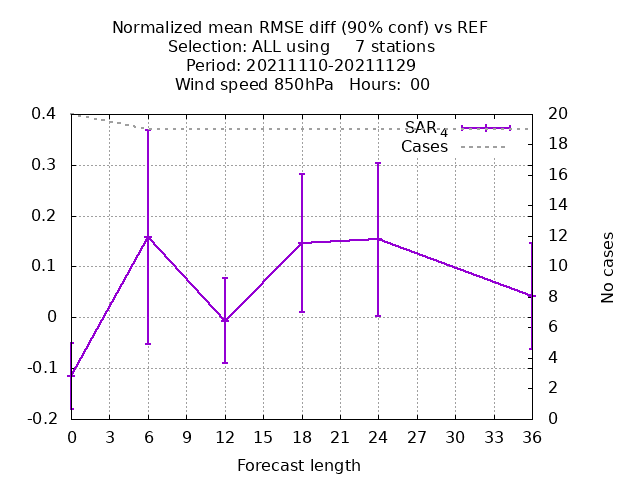 Normalized mean RMSE diff (90% conf) vs REF
Selection: ALL using 7 stations
Period: 20211110-20211129
Wind speed 850hPa Hours: 00
0.4
0.3
0.2
0.1
0
-0.1
-0.2
SAR 4
Cases
20
18
16
14
12
10
8
6
4
2
0
No cases
0 3 6 9 12 15 18 21 24 27 30 33 36
Forecast length